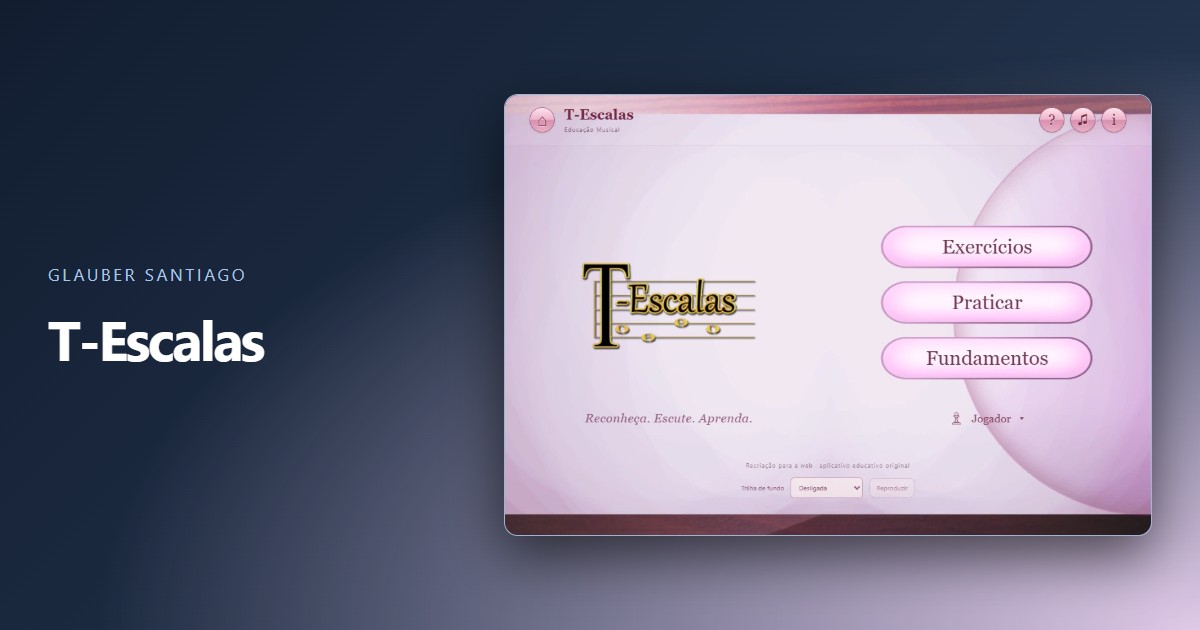 GLAUBER SANTIAGO
T-Escalas
T-Escalas
Educação Musical
?
i
T-Escalas
Exercícios
Praticar
Fundamentos
Reconheça. Escute. Aprenda.
Jogador
Recriação para a web aplicativo educativo original
Trilha de fundo
Desligada
Reproduzir